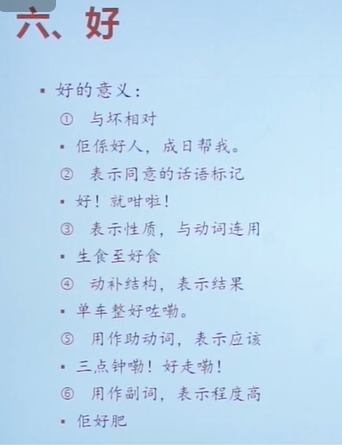 六、好
▪ 好的意义：
① 与坏相对
▪ 佢係好人，成日帮我。
② 表示同意的话语标记
▪ 好！就咁啦！
③ 表示性质，与动词连用
▪ 生食至好食
④ 动补结构，表示结果
▪ 单车整好咗嘞。
⑤ 用作助动词，表示应该
▪ 三点钟嘞！好走嘞！
⑥ 用作副词，表示程度高
▪ 佢好肥